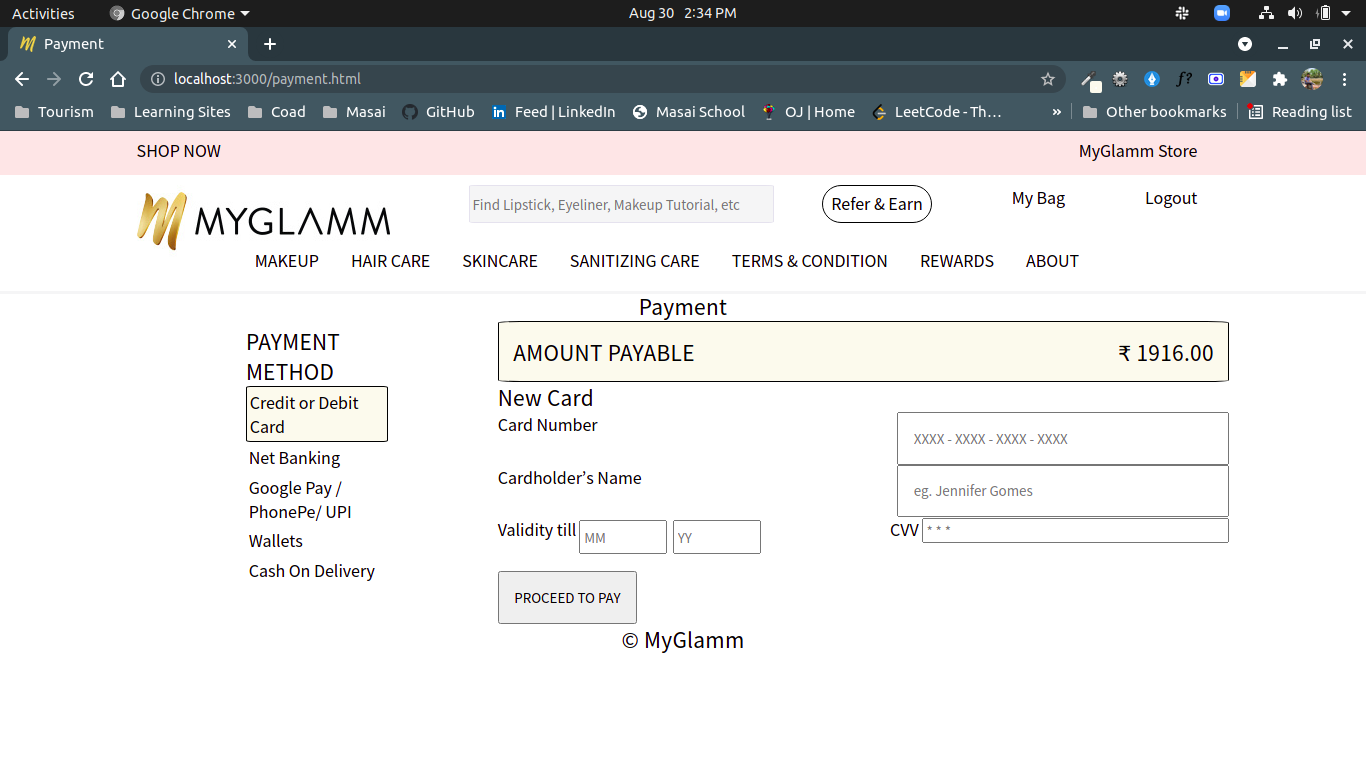 Activities Google Chrome Aug 30 2:34 PM
Payment
localhost:3000/payment.html f?
Tourism Learning Sites Coad Masai GitHub Feed | LinkedIn Masai School OJ | Home LeetCode - Th… » Other bookmarks Reading list
SHOP NOW MyGlamm Store
MYGLAMM Find Lipstick, Eyeliner, Makeup Tutorial, etc Refer & Earn My Bag Logout
MAKEUP HAIR CARE SKINCARE SANITIZING CARE TERMS & CONDITION REWARDS ABOUT
Payment
PAYMENT
METHOD
Credit or Debit
Card
Net Banking
Google Pay /
PhonePe/ UPI
Wallets
Cash On Delivery
AMOUNT PAYABLE ₹ 1916.00
New Card
Card Number XXXX - XXXX - XXXX - XXXX
Cardholder’s Name eg. Jennifer Gomes
Validity till MM YY CVV * * *
PROCEED TO PAY
© MyGlamm